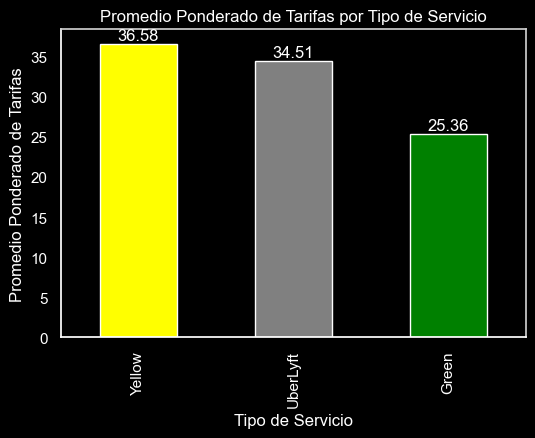 Promedio Ponderado de Tarifas por Tipo de Servicio
36.58
34.51
25.36
35
30
25
20
15
10
5
0
Promedio Ponderado de Tarifas
Yellow
UberLyft
Green
Tipo de Servicio